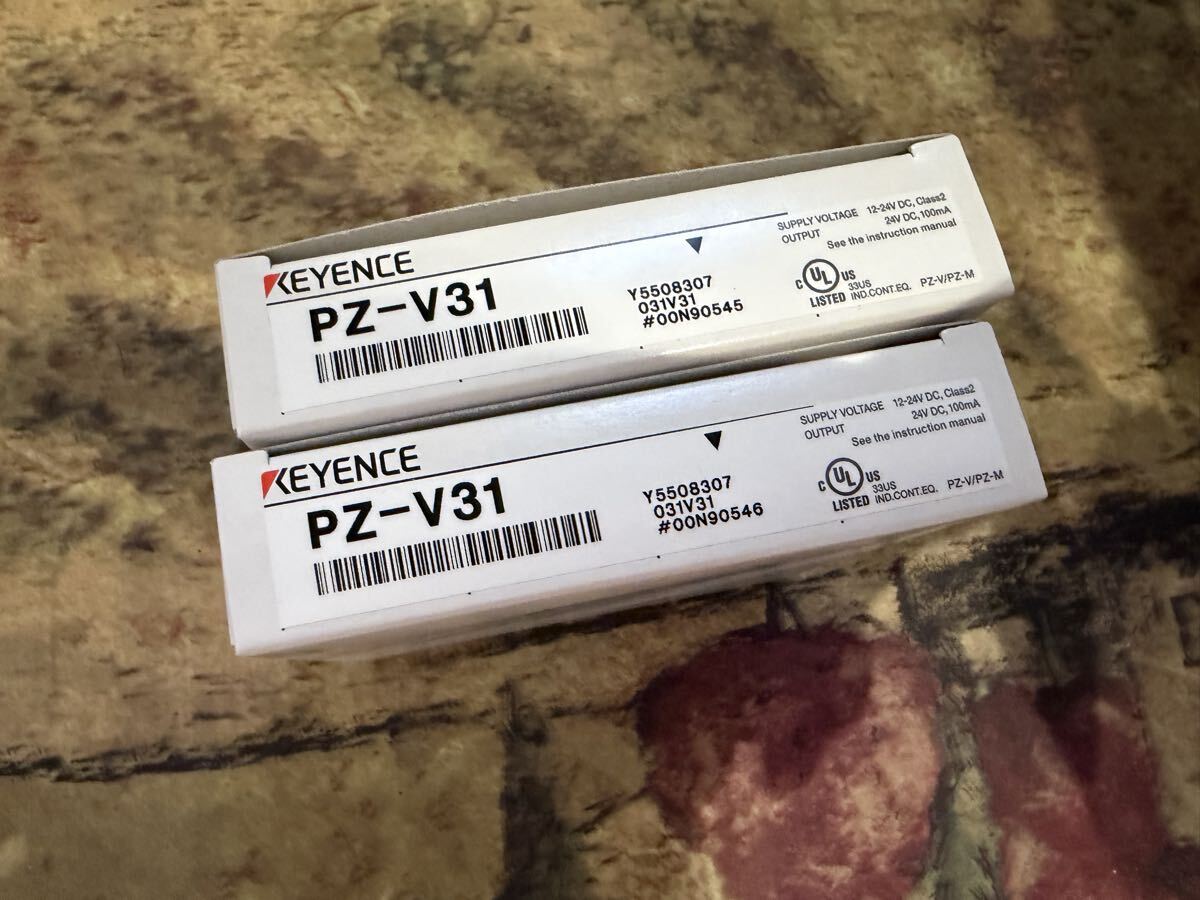 KEYENCE
PZ-V31
Y5508307
031V31
#00N90545
SUPPLY VOLTAGE 12-24V DC, Class2
OUTPUT 24V DC, 100mA
See the instruction manual
C UL US
LISTED 33US IND.CONT.EQ. PZ-V/PZ-M
KEYENCE
PZ-V31
Y5508307
031V31
#00N90546
SUPPLY VOLTAGE 12-24V DC, Class2
OUTPUT 24V DC, 100mA
See the instruction manual
C UL US
LISTED 33US IND.CONT.EQ. PZ-V/PZ-M